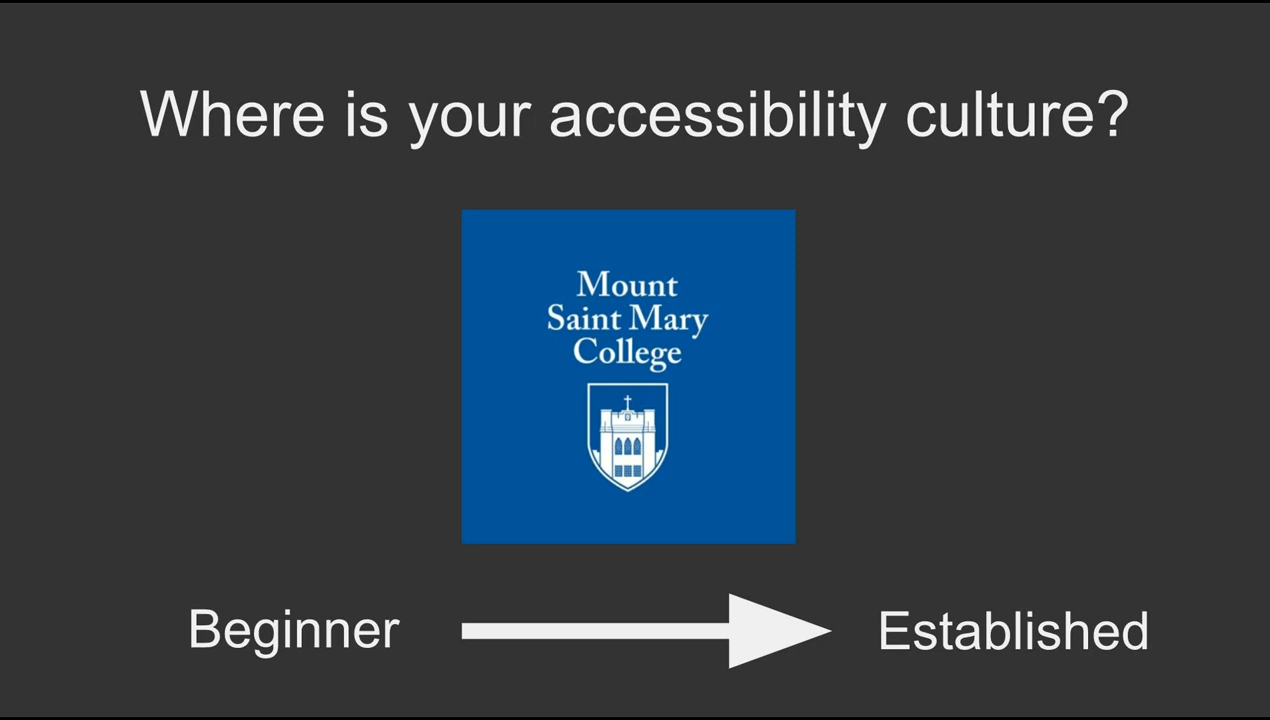 Where is your accessibility culture?
Mount
Saint Mary
College
Beginner
Established